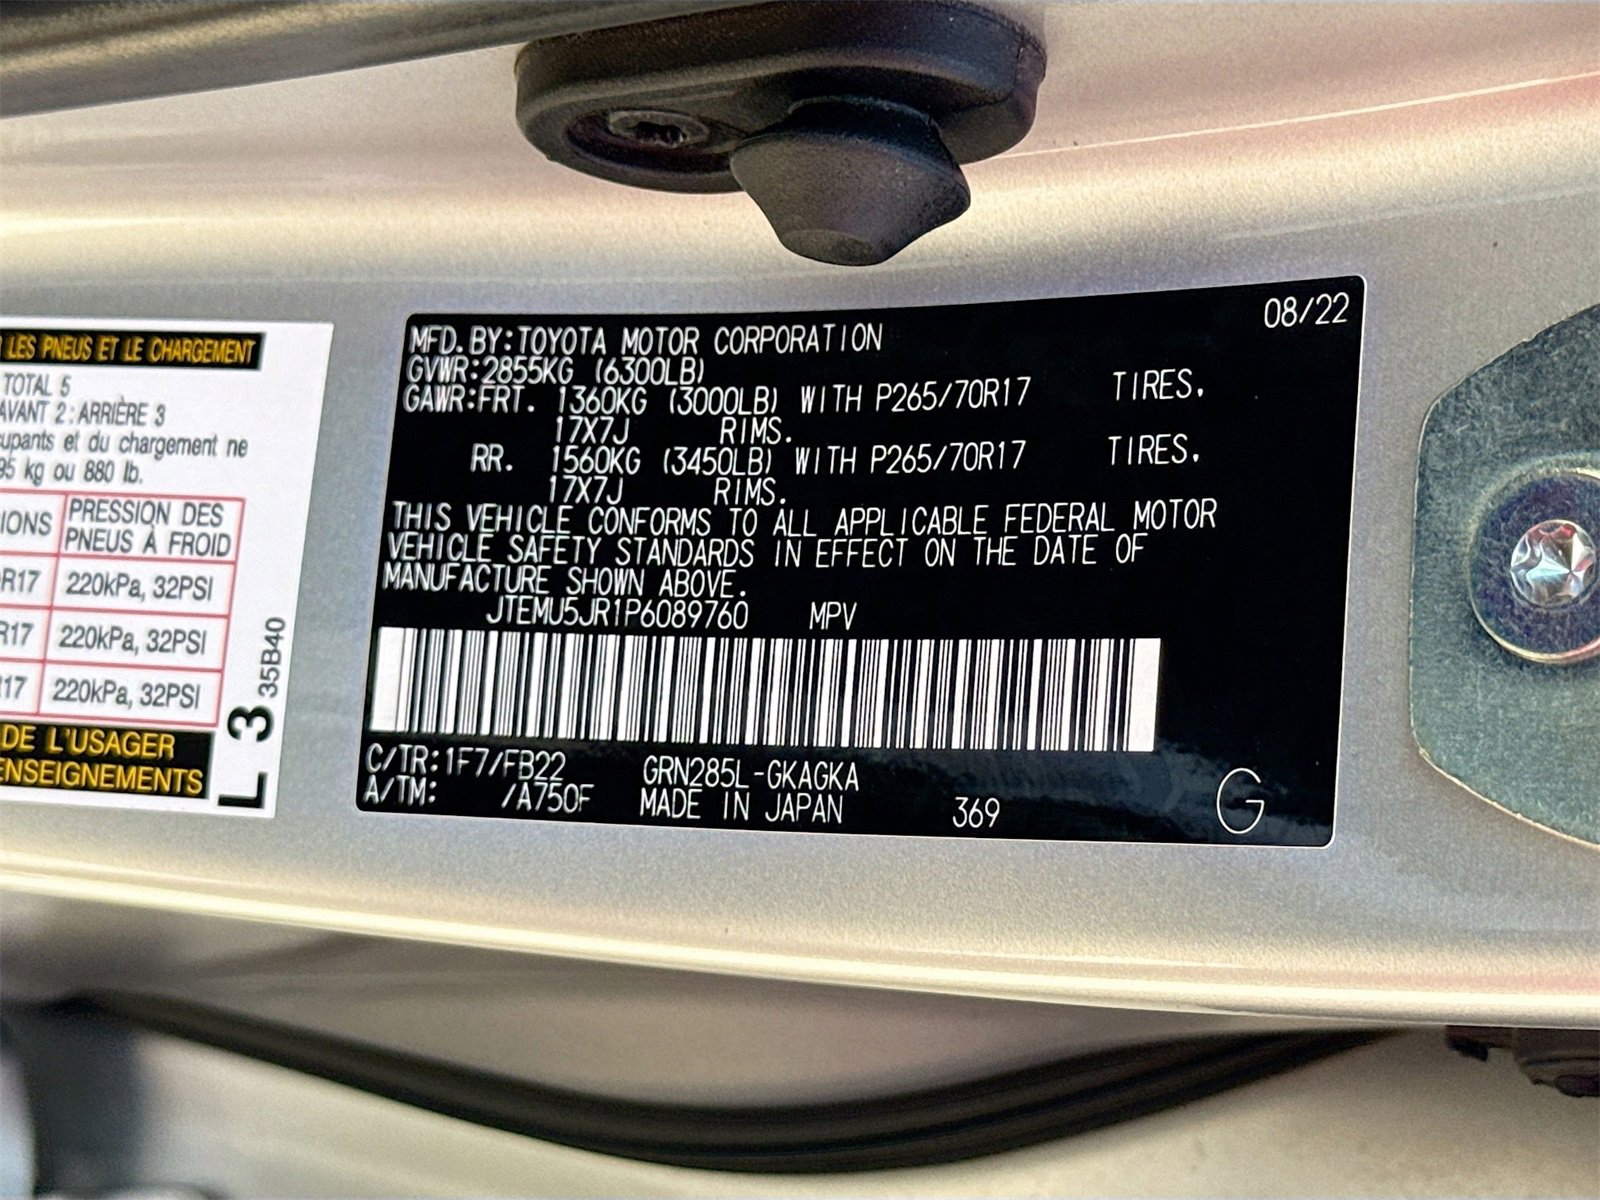 LES PNEUS ET LE CHARGEMENT
TOTAL 5
AVANT 2 : ARRIÈRE 3
et du chargement ne
95 kg ou 880 lb.
PRESSION DES
PNEUS À FROID
R17 220kPa, 32PSI
R17 220kPa, 32PSI
17 220kPa, 32PSI
DE L'USAGER
L 3 35B40
08/22
MFD. BY: TOYOTA MOTOR CORPORATION
GVWR: 2855KG (6300LB)
GAWR: FRT. 1360KG (3000LB) WITH P265/70R17 TIRES.
17X7J RIMS.
RR. 1560KG (3450LB) WITH P265/70R17 TIRES.
17X7J RIMS.
THIS VEHICLE CONFORMS TO ALL APPLICABLE FEDERAL MOTOR
VEHICLE SAFETY STANDARDS IN EFFECT ON THE DATE OF
MANUFACTURE SHOWN ABOVE.
JTEMU5JR1P6089760 MPV
C/TR: 1F7/FB22 GRN285L-GKAGKA
A/TM: /A750F MADE IN JAPAN 369 G